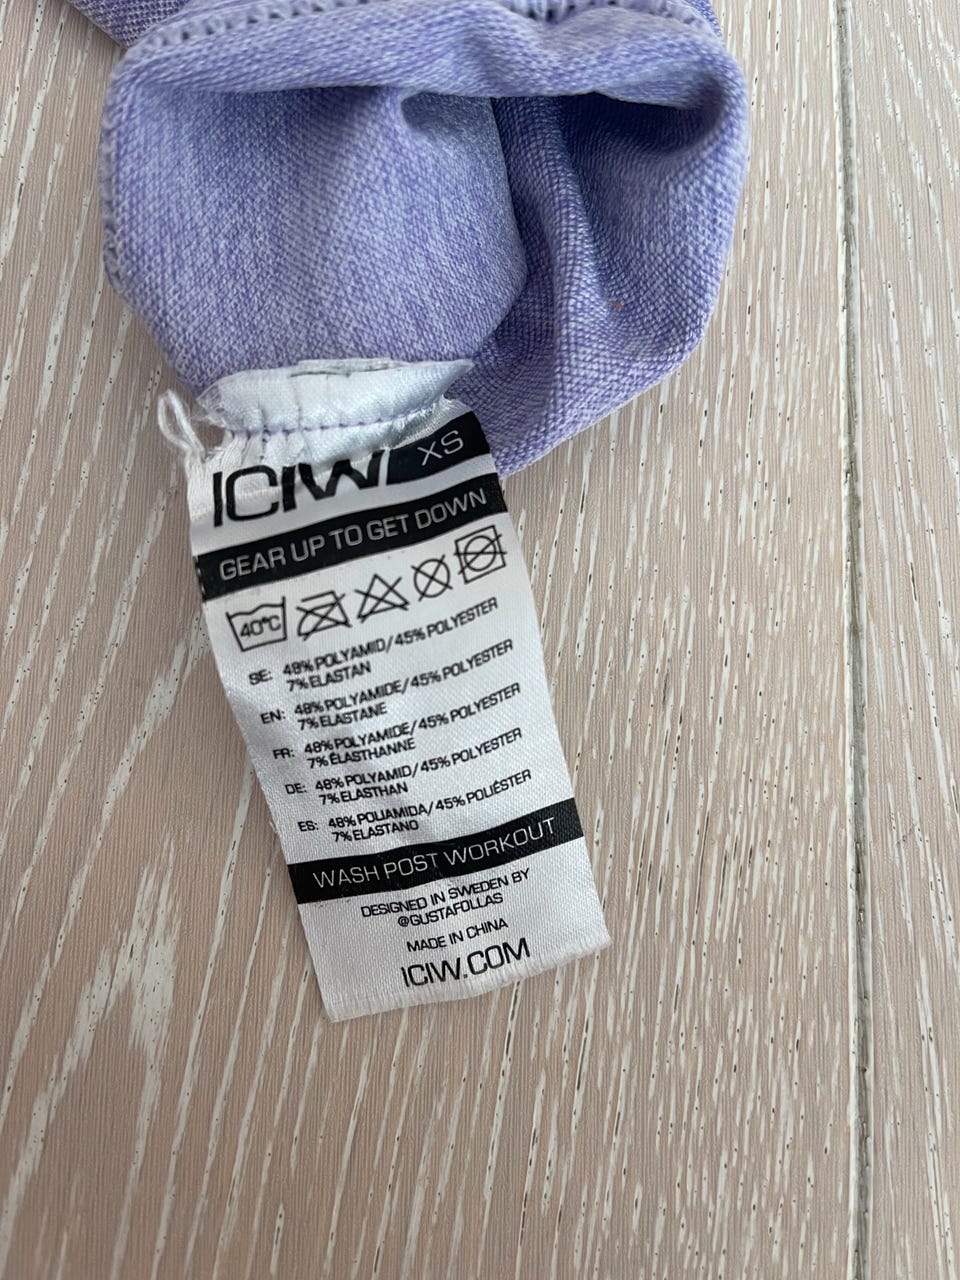 ICIW XS
GEAR UP TO GET DOWN
40°C
SE: 48% POLYAMID/45% POLYESTER
7% ELASTAN
EN: 48% POLYAMIDE/45% POLYESTER
7% ELASTANE
FR: 48% POLYAMIDE/45% POLYESTER
7% ÉLASTHANNE
DE: 48% POLYAMID/45% POLYESTER
7% ELASTHAN
ES: 48% POLIAMIDA/45% POLIÉSTER
7% ELASTANO
WASH POST WORKOUT
DESIGNED IN SWEDEN BY
@GUSTAFOLLAS
MADE IN CHINA
ICIW.COM